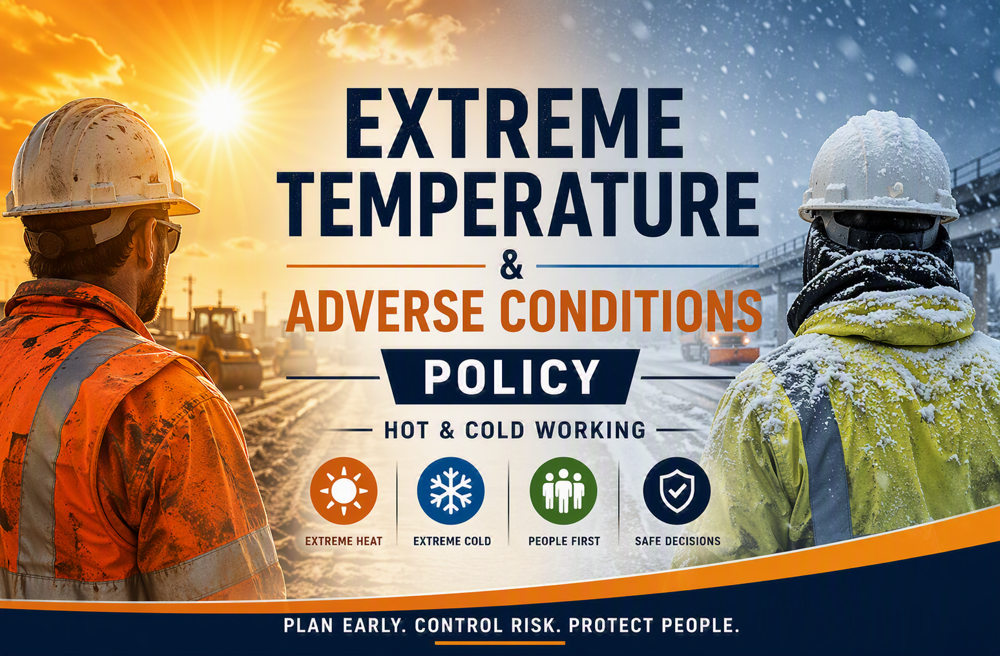 EXTREME
TEMPERATURE
&
ADVERSE CONDITIONS
POLICY
HOT & COLD WORKING
EXTREME HEAT
EXTREME COLD
PEOPLE FIRST
SAFE DECISIONS
PLAN EARLY. CONTROL RISK. PROTECT PEOPLE.